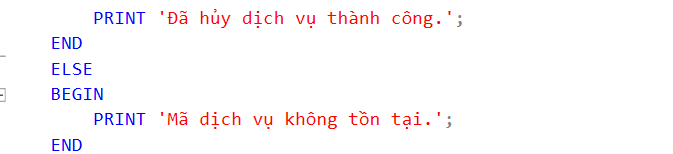 PRINT 'Đã hủy dịch vụ thành công.';
END
ELSE
BEGIN
PRINT 'Mã dịch vụ không tồn tại.';
END